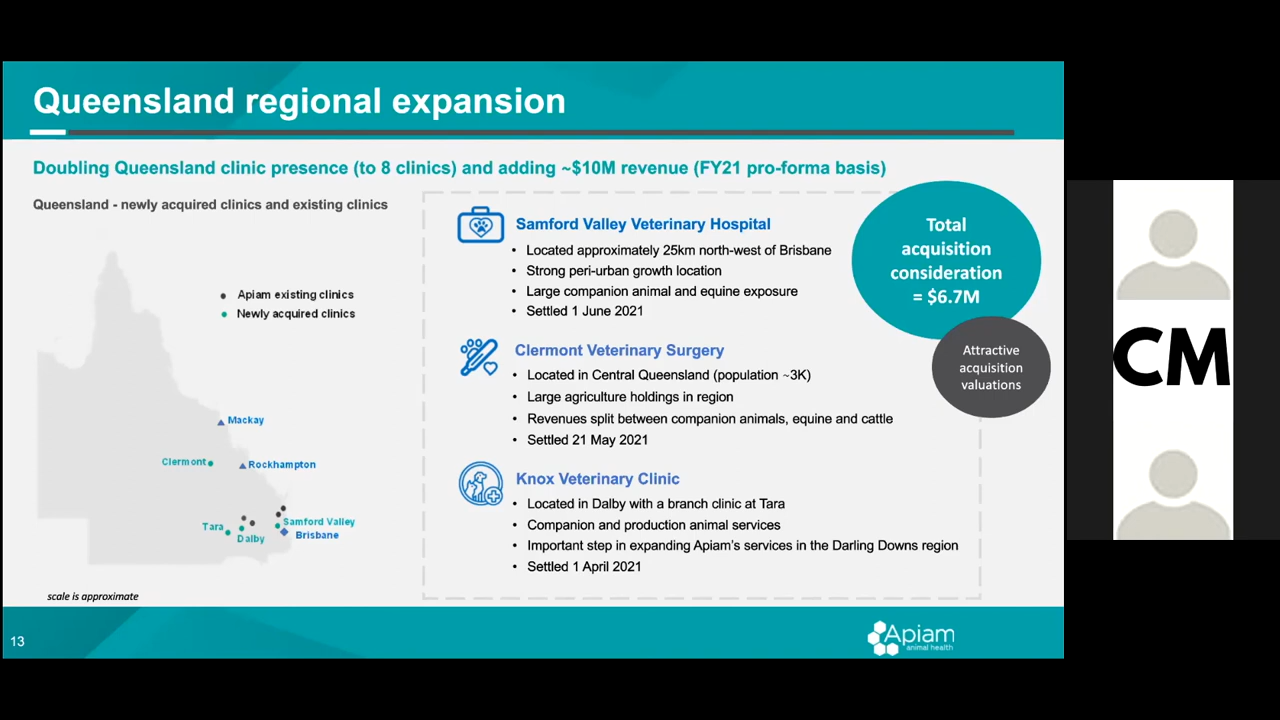 Queensland regional expansion
Doubling Queensland clinic presence (to 8 clinics) and adding ~$10M revenue (FY21 pro-forma basis)
Queensland - newly acquired clinics and existing clinics
Apiam existing clinics
Newly acquired clinics
Mackay
Clermont
Rockhampton
Tara
Dalby
Samford Valley
Brisbane
scale is approximate
Samford Valley Veterinary Hospital
• Located approximately 25km north-west of Brisbane
• Strong peri-urban growth location
• Large companion animal and equine exposure
• Settled 1 June 2021
Clermont Veterinary Surgery
• Located in Central Queensland (population ~3K)
• Large agriculture holdings in region
• Revenues split between companion animals, equine and cattle
• Settled 21 May 2021
Knox Veterinary Clinic
• Located in Dalby with a branch clinic at Tara
• Companion and production animal services
• Important step in expanding Apiam's services in the Darling Downs region
• Settled 1 April 2021
Total
acquisition
consideration
= $6.7M
Attractive
acquisition
valuations
13
Apiam
animal health
CM